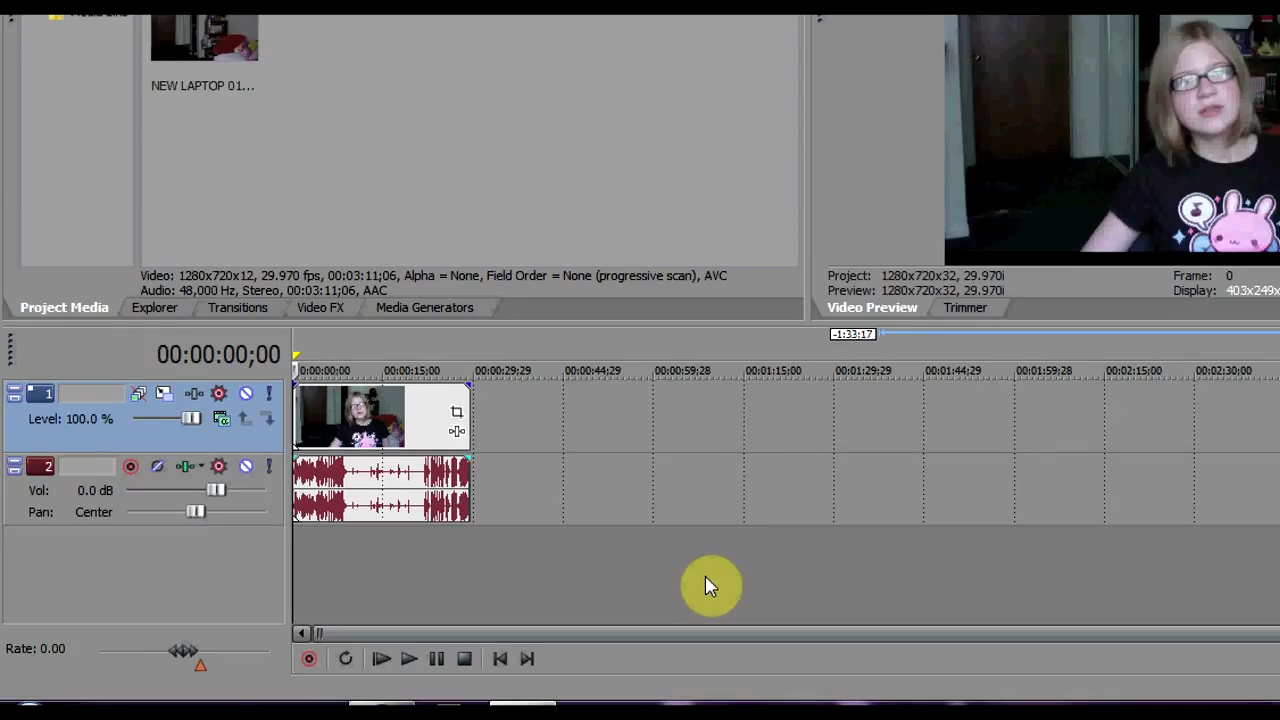 NEW LAPTOP 01...
Video: 1280x720x12, 29.970 fps, 00:03:11;06, Alpha = None, Field Order = None (progressive scan), AVC
Audio: 48,000 Hz, Stereo, 00:03:11;06, AAC
Project Media Explorer Transitions Video FX Media Generators
Project: 1280x720x32, 29.970i Frame: 0
Preview: 1280x720x32, 29.970i Display: 403x249x
Video Preview Trimmer
-1:33:17
00:00:00;00
00:00:00;00 00:00:15;00 00:00:29;29 00:00:44;29 00:00:59;28 00:01:15;00 00:01:29;29 00:01:44;29 00:01:59;28 00:02:15;00 00:02:30;00
1
Level: 100.0 %
2
Vol: 0.0 dB
Pan: Center
Rate: 0.00